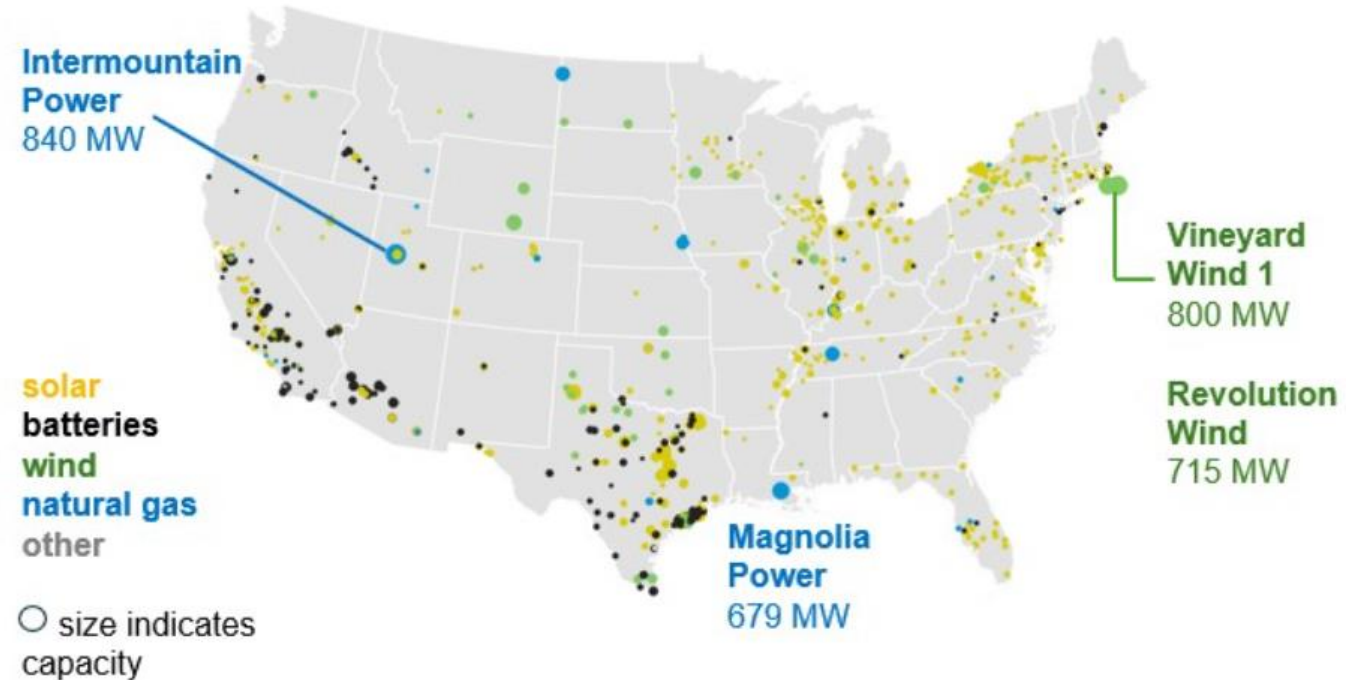 Intermountain
Power
840 MW
Vineyard
Wind 1
800 MW
Revolution
Wind
715 MW
solar
batteries
wind
natural gas
other
Magnolia
Power
679 MW
size indicates
capacity